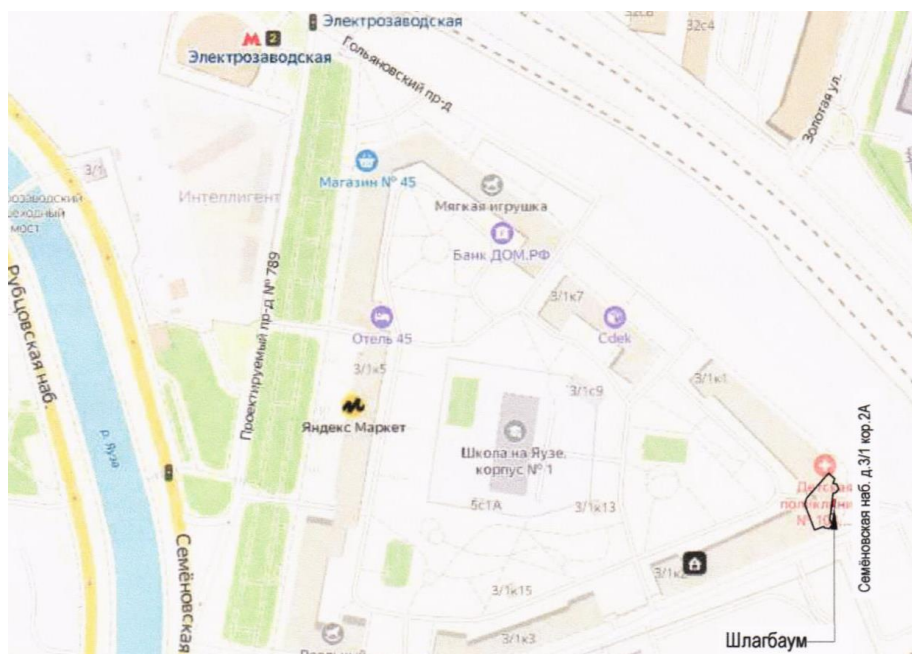 Электрозаводская
32с4
Электрозаводская
2
Гольяновский пр-д
Золотая ул.
3/1
Магазин № 45
Интеллигент
Мягкая игрушка
Банк ДОМ.РФ
мост
Рубцовская наб.
Проектируемый пр-д № 789
3/1к7
Отель 45
Cdek
3/1к5
3/1к1
3/1с9
Яндекс Маркет
р. Яуза
Школа на Яузе.
корпус № 1
Детская
Семёновская наб. д.3/1 кор.2А
5с1А
3/1к13
Семёновская
3/1к2
3/1к15
3/1к3
Шлагбаум